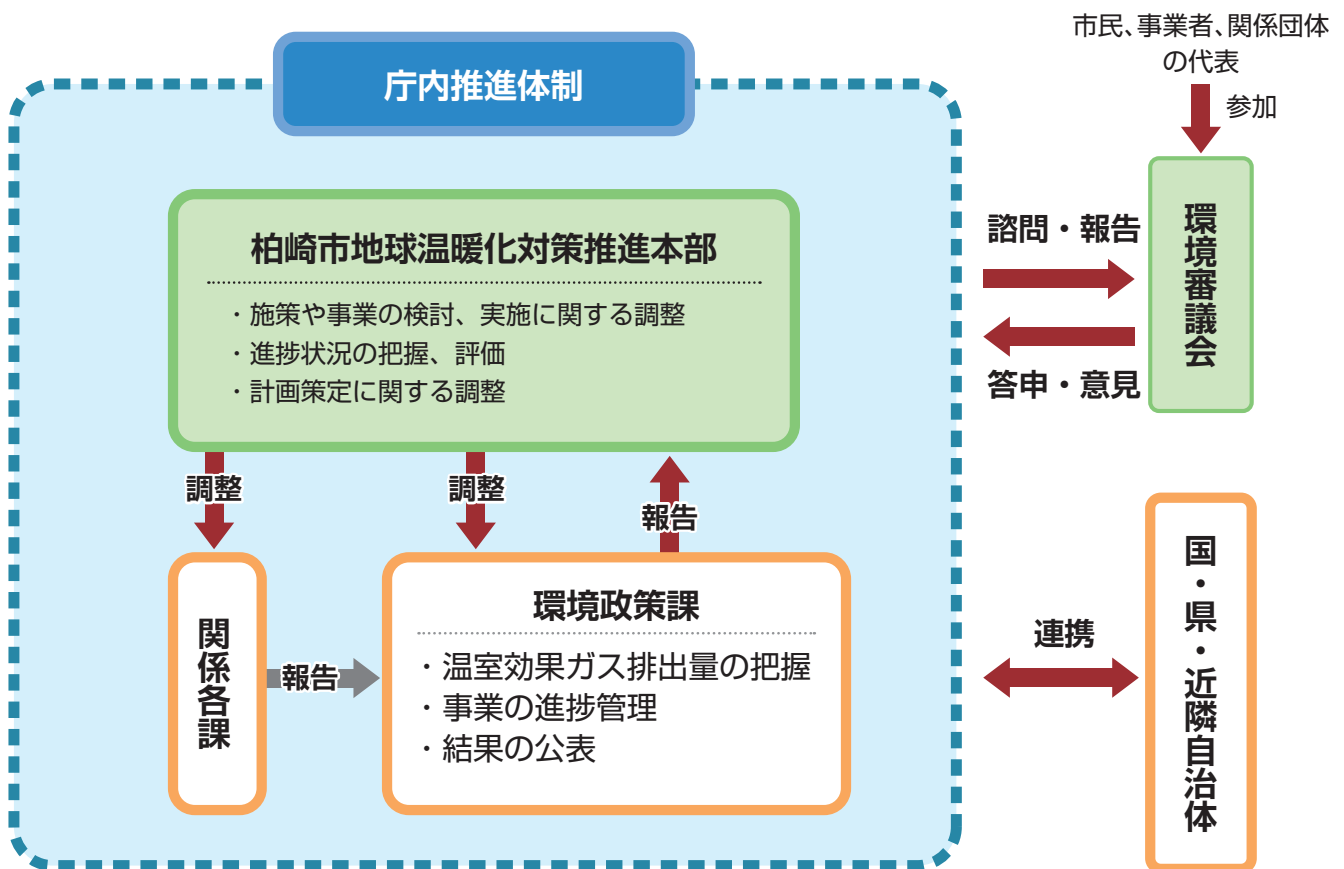 市民、事業者、関係団体
の代表
参加
庁内推進体制
柏崎市地球温暖化対策推進本部
・施策や事業の検討、実施に関する調整
・進捗状況の把握、評価
・計画策定に関する調整
諮問・報告
答申・意見
環境審議会
調整
調整
報告
関係各課
報告
環境政策課
・温室効果ガス排出量の把握
・事業の進捗管理
・結果の公表
連携
国・県・近隣自治体